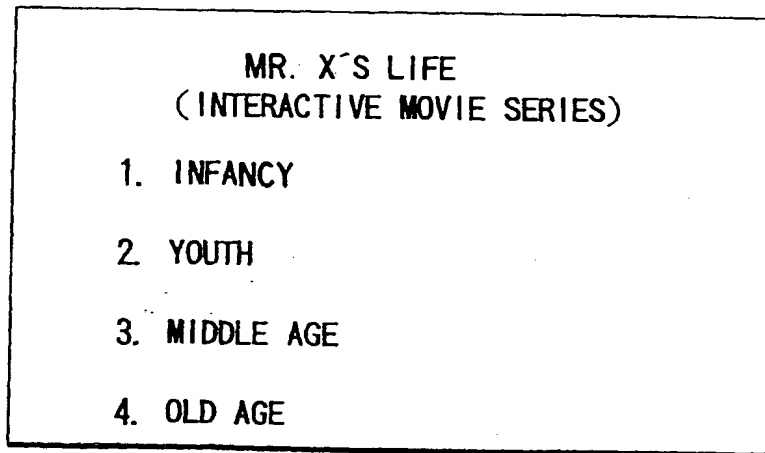 MR. X´S LIFE
(INTERACTIVE MOVIE SERIES)
1. INFANCY
2. YOUTH
3. MIDDLE AGE
4. OLD AGE